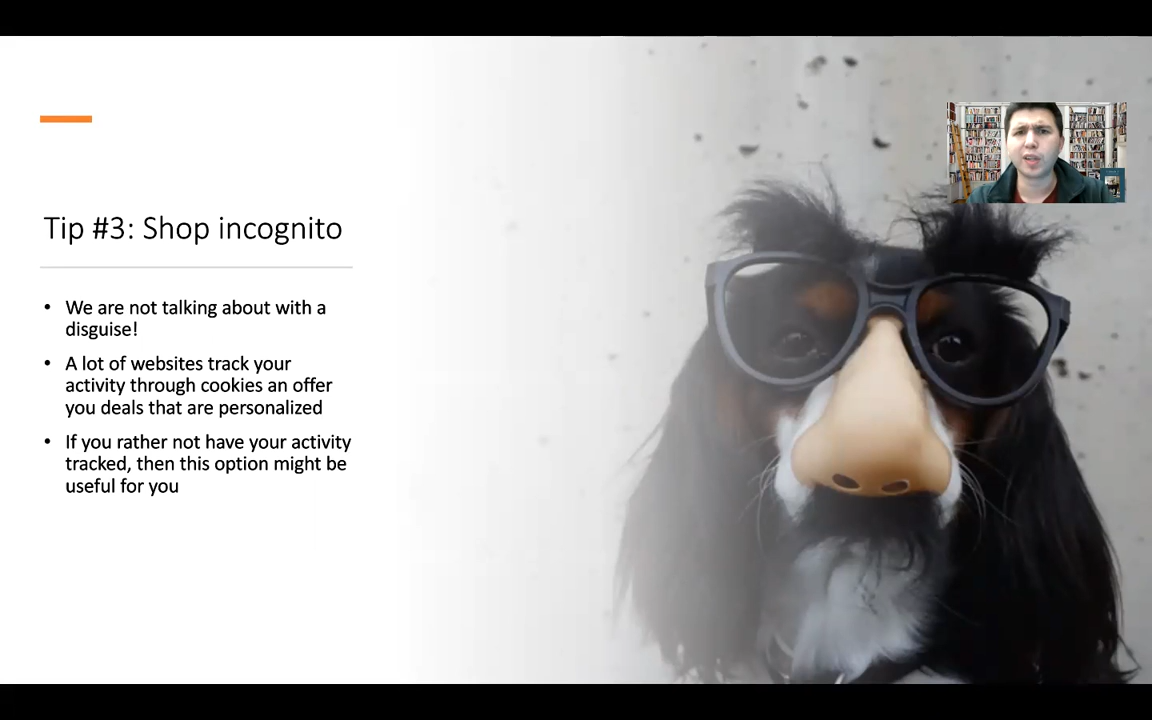 Tip #3: Shop incognito
• We are not talking about with a
disguise!
• A lot of websites track your
activity through cookies an offer
you deals that are personalized
• If you rather not have your activity
tracked, then this option might be
useful for you